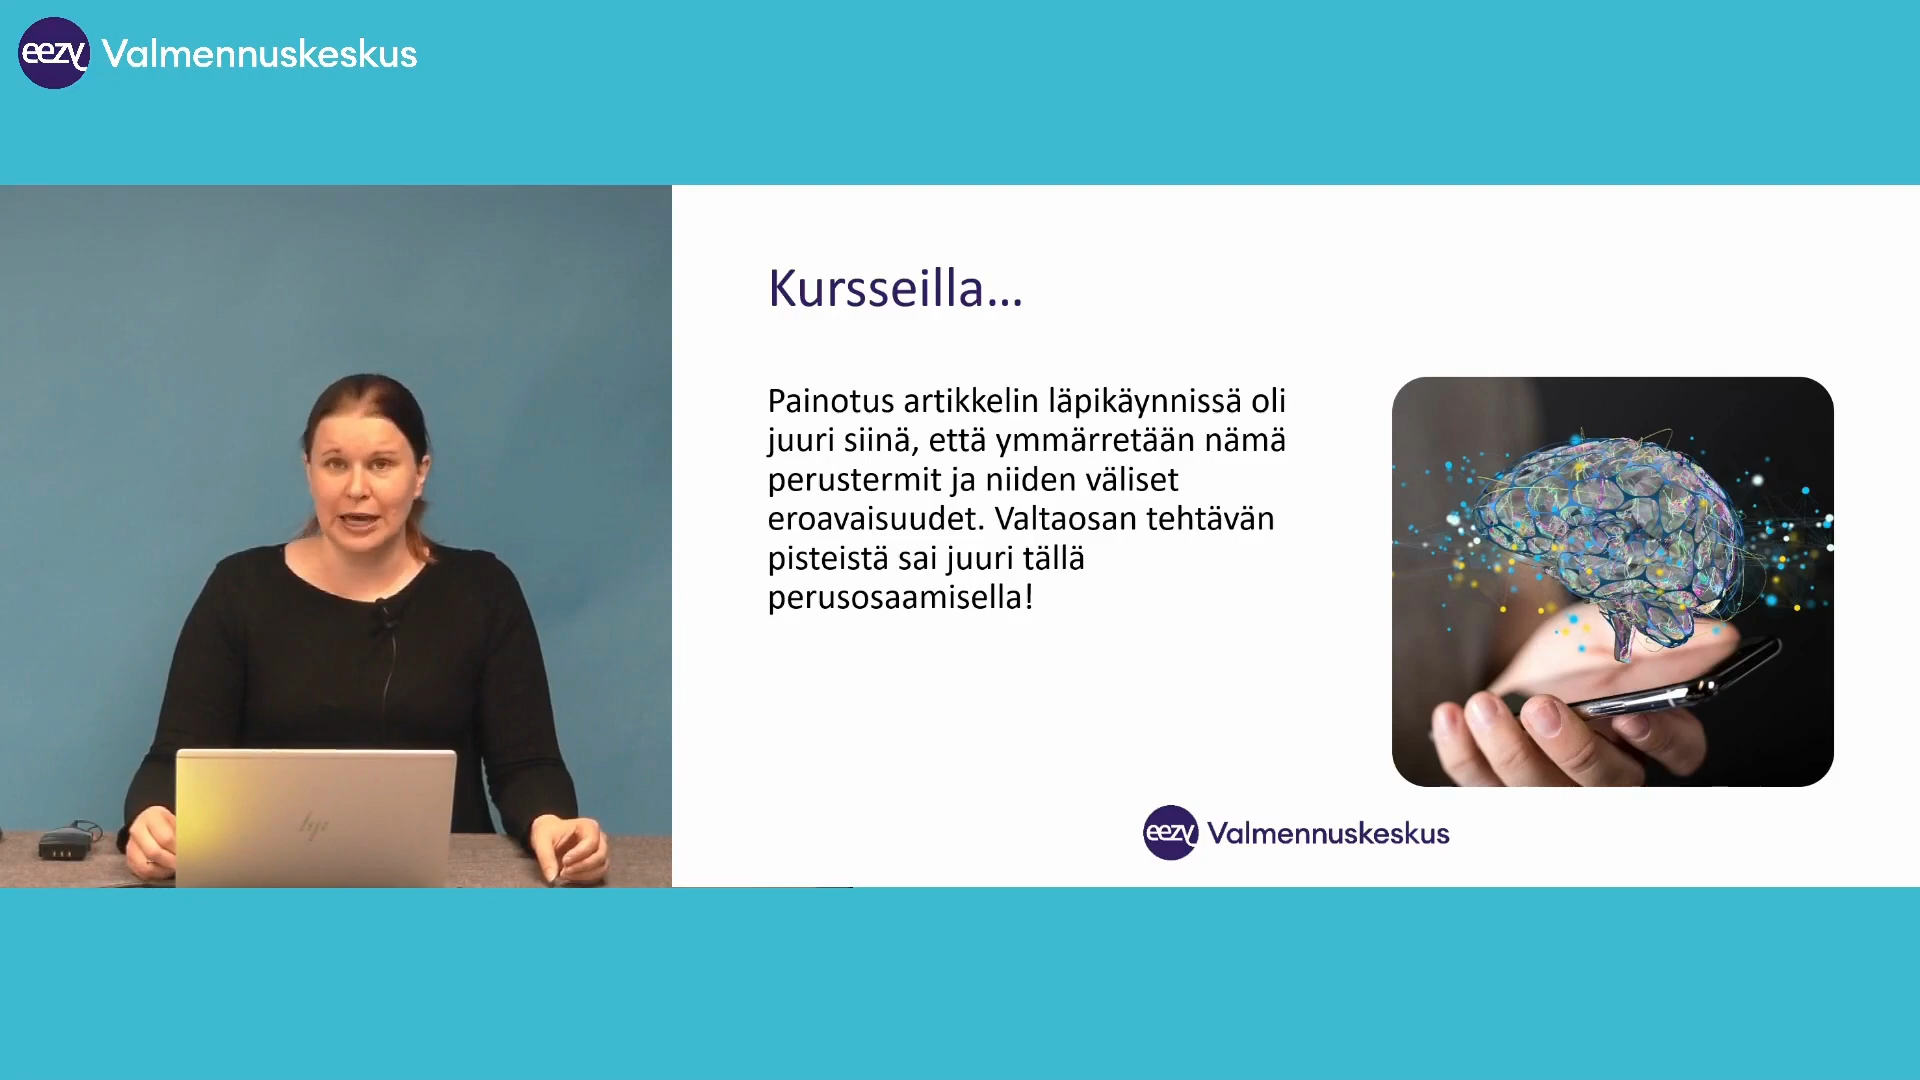 eezy Valmennuskeskus
Kursseilla...
Painotus artikkelin läpikäynnissä oli
juuri siinä, että ymmärretään nämä
perustermit ja niiden väliset
eroavaisuudet. Valtaosan tehtävän
pisteistä sai juuri tällä
perusosaamisella!
hp
eezy Valmennuskeskus